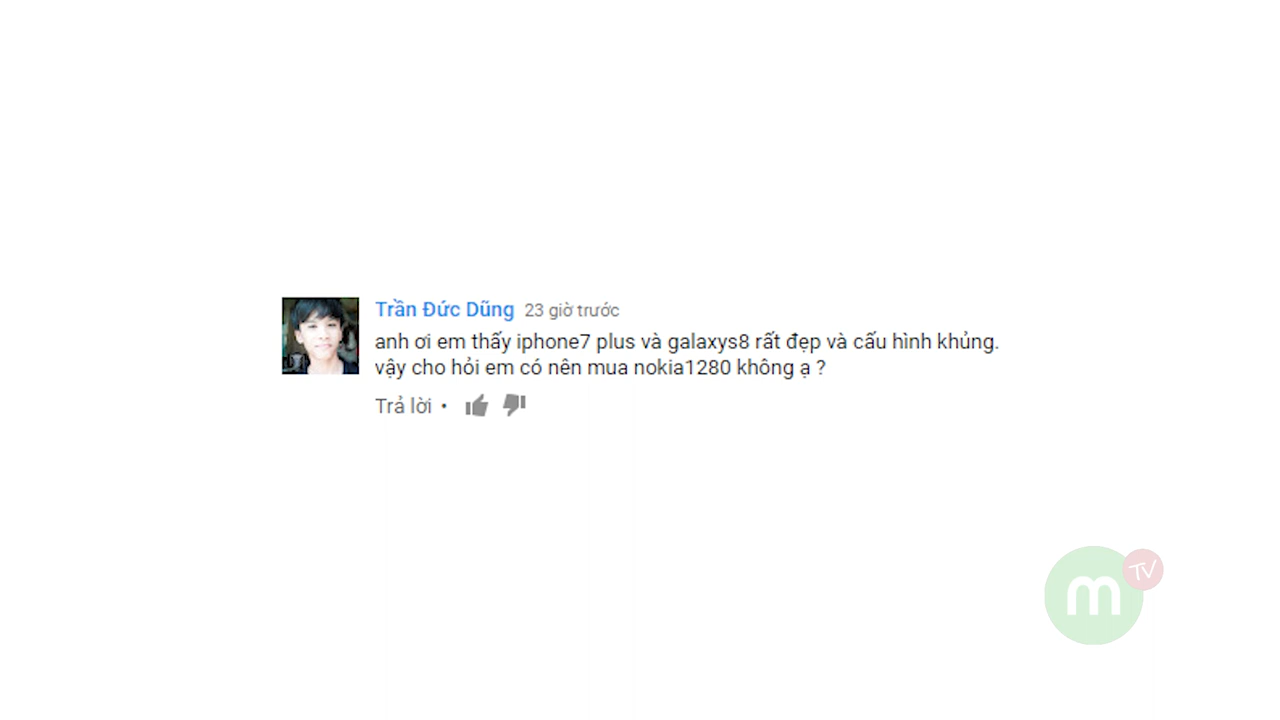 Trần Đức Dũng 23 giờ trước
anh ơi em thấy iphone7 plus và galaxys8 rất đẹp và cấu hình khủng.
vậy cho hỏi em có nên mua nokia1280 không ạ ?
Trả lời •
m TV